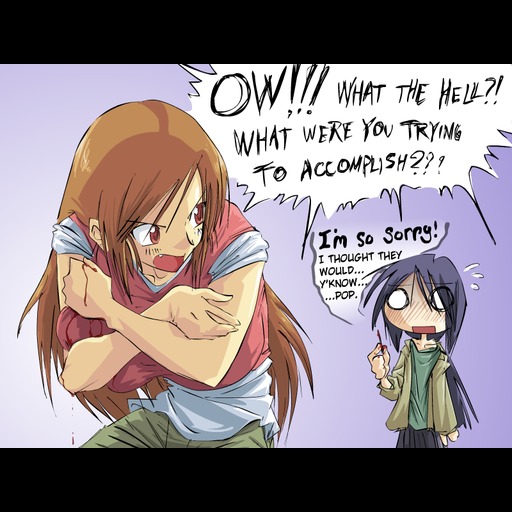 OW!!! WHAT THE HELL?!
WHAT WERE YOU TRYING
TO ACCOMPLISH???
I'm so sorry!
I THOUGHT THEY
WOULD...
Y'KNOW...
...POP.